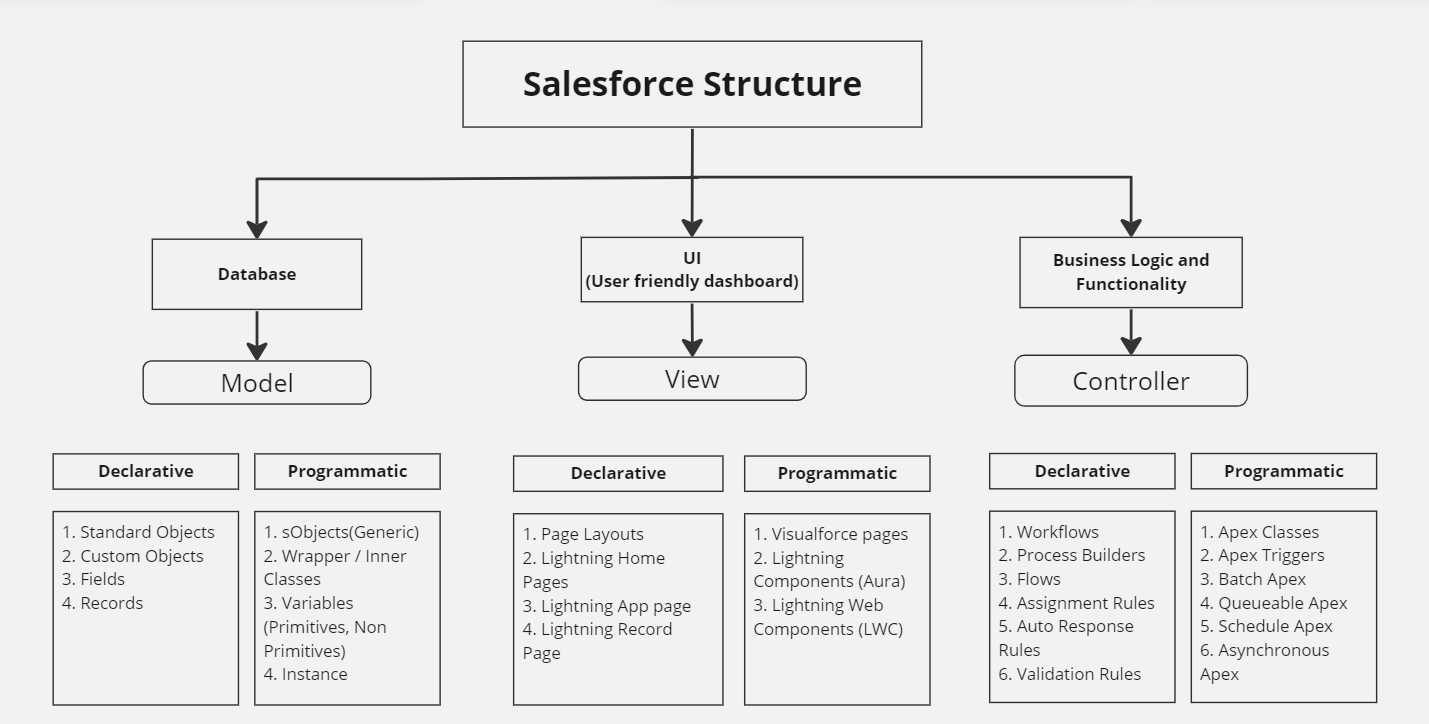 Salesforce Structure
Database
UI
(User friendly dashboard)
Business Logic and
Functionality
Model
View
Controller
Declarative
Programmatic
Declarative
Programmatic
Declarative
Programmatic
1. Standard Objects
2. Custom Objects
3. Fields
4. Records
1. sObjects(Generic)
2. Wrapper / Inner
Classes
3. Variables
(Primitives, Non
Primitives)
4. Instance
1. Page Layouts
2. Lightning Home
Pages
3. Lightning App page
4. Lightning Record
Page
1. Visualforce pages
2. Lightning
Components (Aura)
3. Lightning Web
Components (LWC)
1. Workflows
2. Process Builders
3. Flows
4. Assignment Rules
5. Auto Response
Rules
6. Validation Rules
1. Apex Classes
2. Apex Triggers
3. Batch Apex
4. Queueable Apex
5. Schedule Apex
6. Asynchronous
Apex